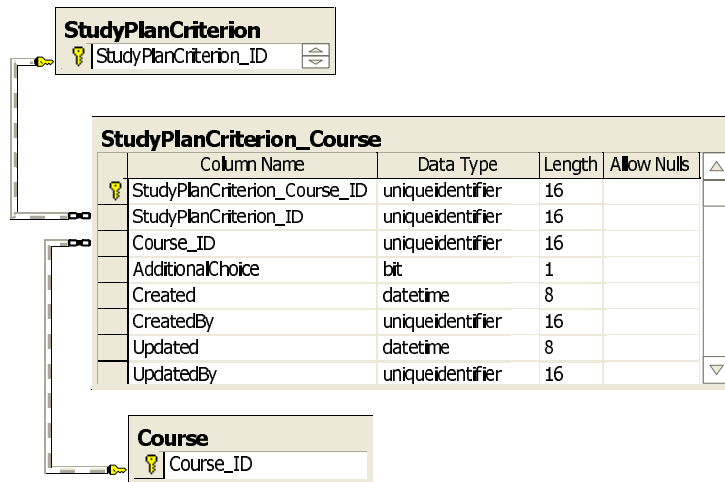 StudyPlanCriterion
StudyPlanCriterion_ID
StudyPlanCriterion_Course
Column Name Data Type Length Allow Nulls
StudyPlanCriterion_Course_ID uniqueidentifier 16
StudyPlanCriterion_ID uniqueidentifier 16
Course_ID uniqueidentifier 16
AdditionalChoice bit 1
Created datetime 8
CreatedBy uniqueidentifier 16
Updated datetime 8
UpdatedBy uniqueidentifier 16
Course
Course_ID